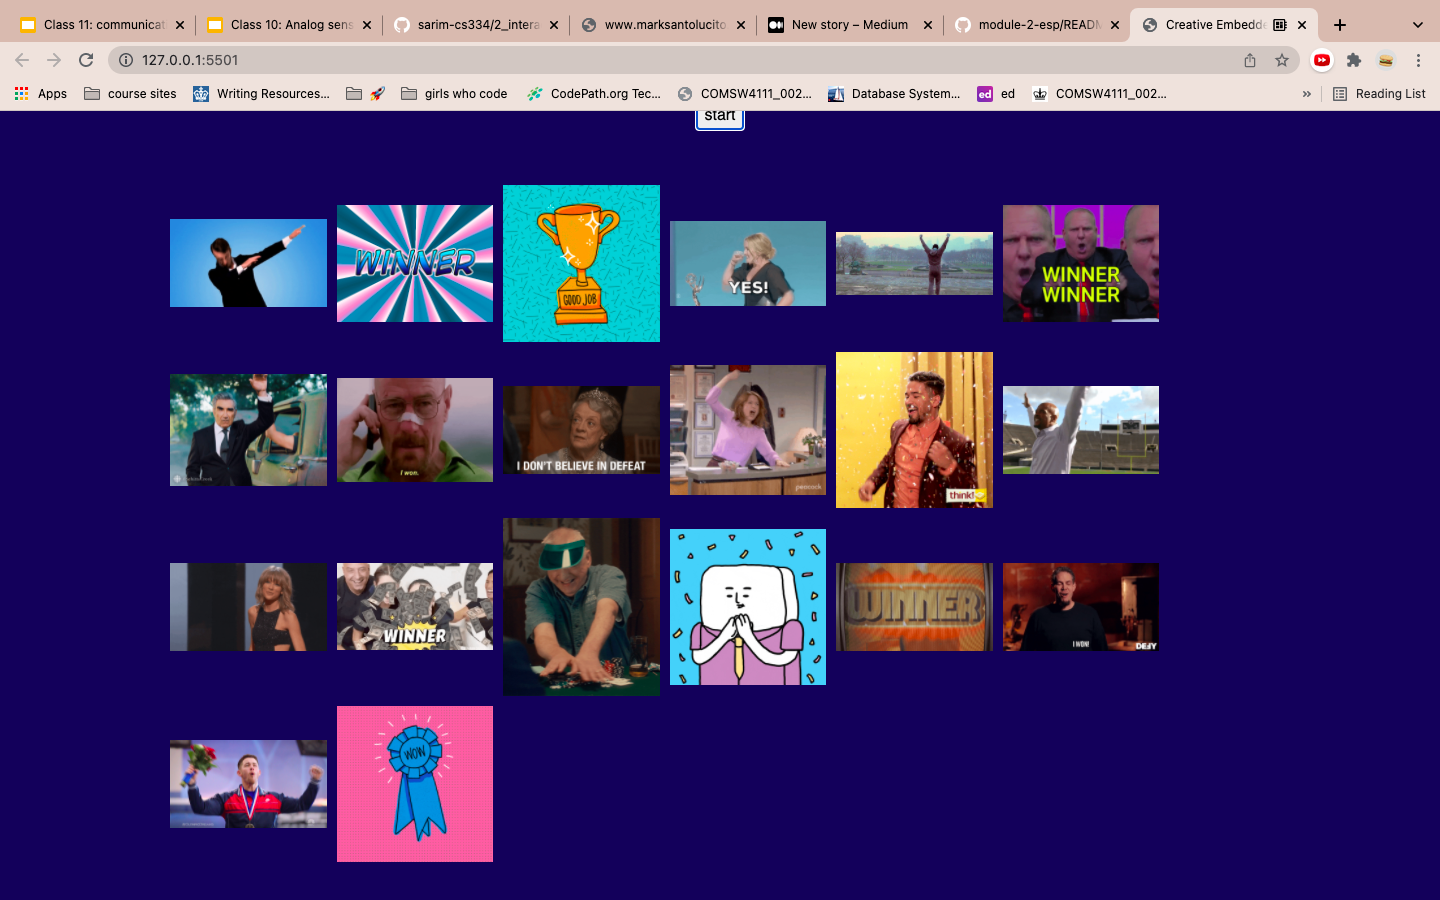 Class 11: communicat
Class 10: Analog sens
sarim-cs334/2_intera
www.marksantolucito
New story – Medium
module-2-esp/READM
Creative Embedde
127.0.0.1:5501
Apps
course sites
Writing Resources...
girls who code
CodePath.org Tec...
COMSW4111_002...
Database System...
ed
ed
COMSW4111_002...
»
Reading List
start
WINNER
GOOD JOB
YES!
WINNER
WINNER
I won.
I DON'T BELIEVE IN DEFEAT
peacock
think!
WINNER
WINNER
I WON!
DEFY
WOW